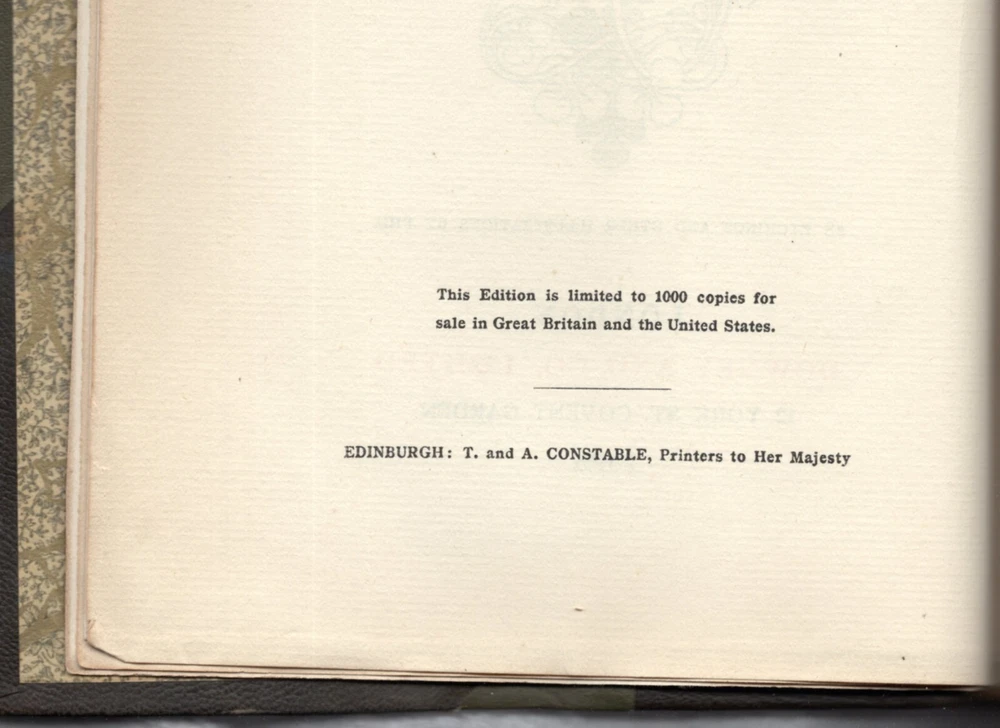 This Edition is limited to 1000 copies for
sale in Great Britain and the United States.
EDINBURGH: T. and A. CONSTABLE, Printers to Her Majesty